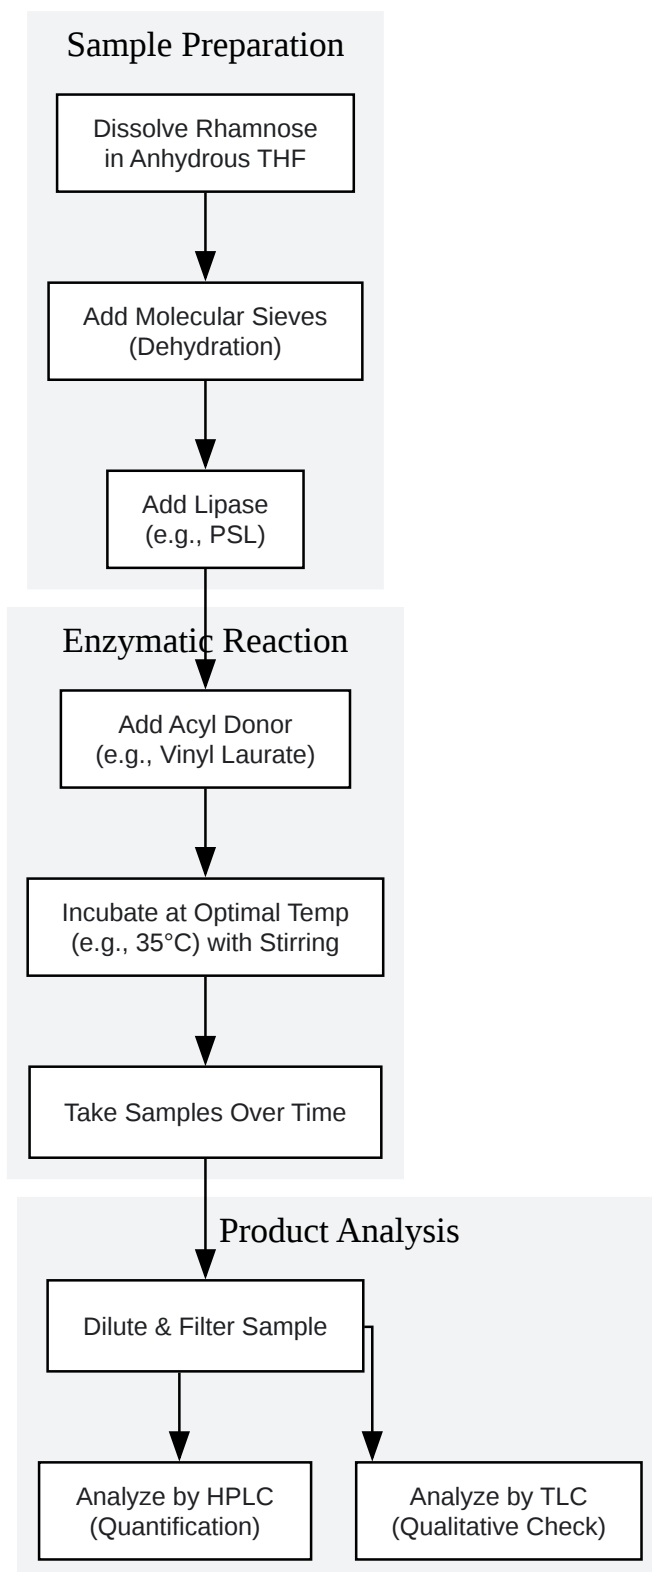 Sample Preparation
Dissolve Rhamnose
in Anhydrous THF
Add Molecular Sieves
(Dehydration)
Add Lipase
(e.g., PSL)
Enzymatic Reaction
Add Acyl Donor
(e.g., Vinyl Laurate)
Incubate at Optimal Temp
(e.g., 35°C) with Stirring
Take Samples Over Time
Product Analysis
Dilute & Filter Sample
Analyze by HPLC
(Quantification)
Analyze by TLC
(Qualitative Check)